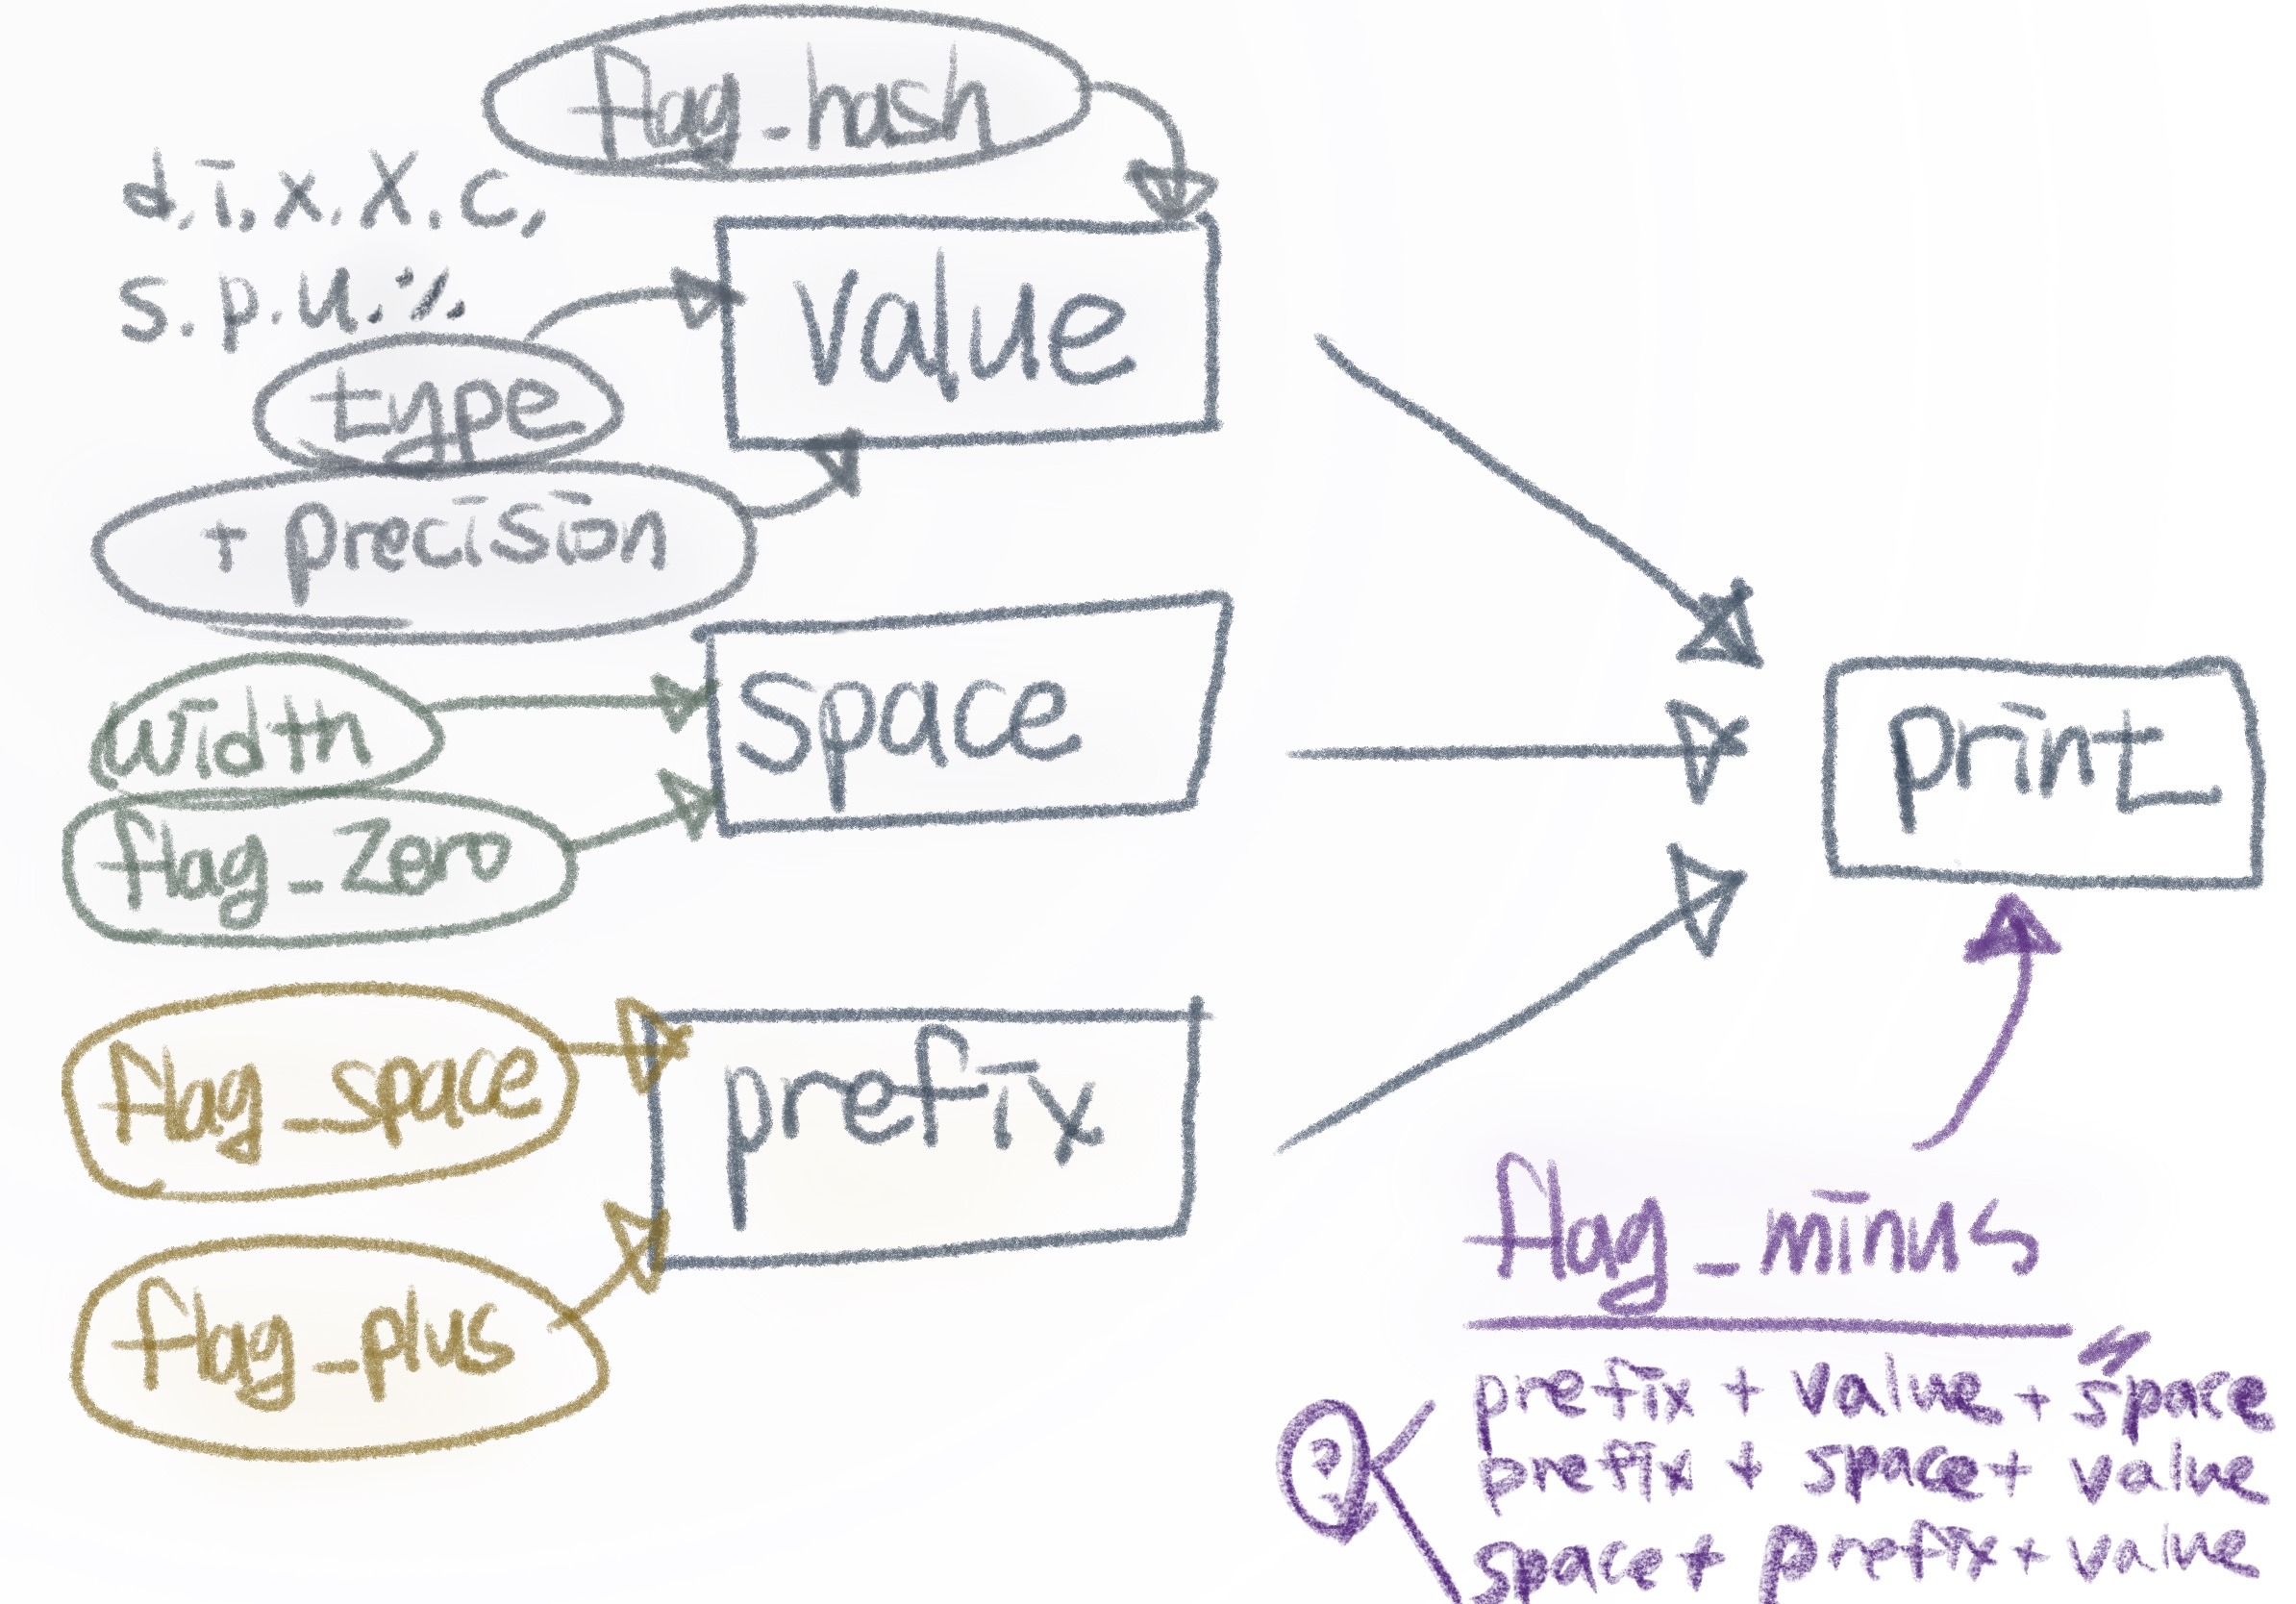 flag_hash
d, i, x, X, c,
s, p, u, %.
type
+ precision
value
width
flag_zero
space
flag_space
flag_plus
prefix
print
flag_minus
prefix + value + space
prefix + space + value
space + prefix + value